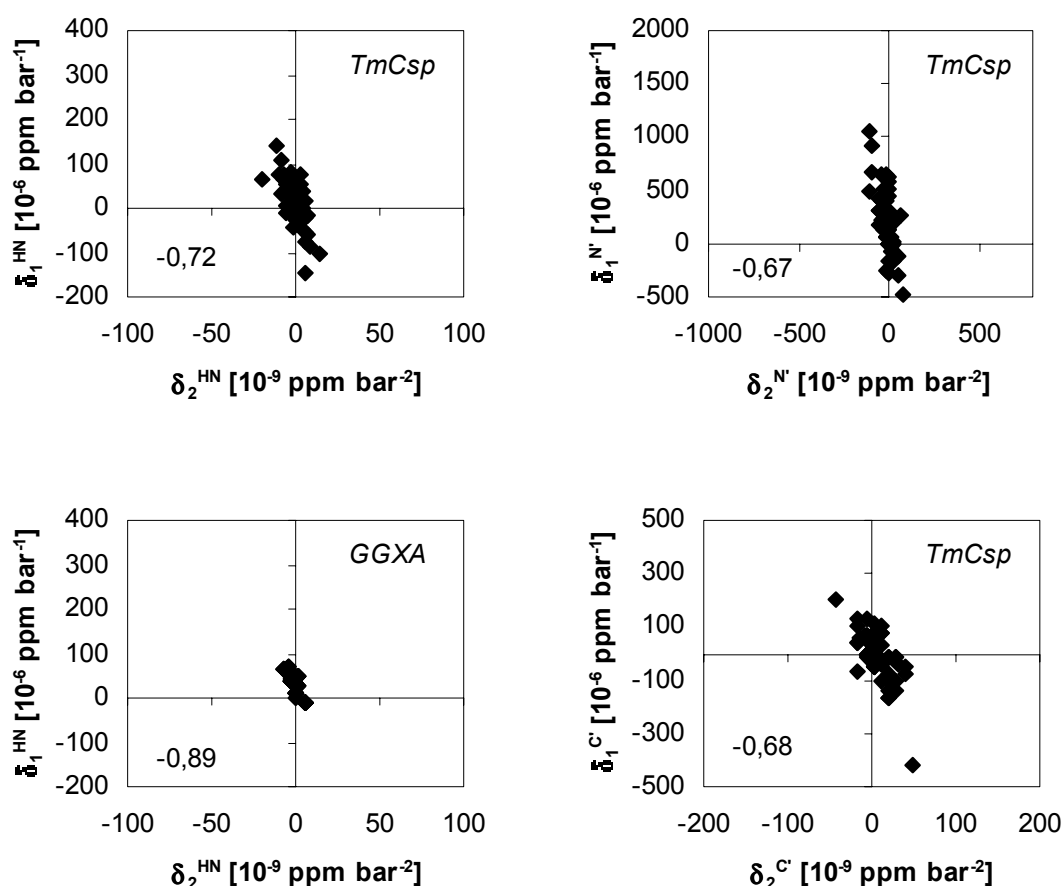 400
300
200
100
0
-100
-200
-100 -50 0 50 100
TmCsp
-0,72
δ₁ᴴᴺ [10⁻⁶ ppm bar⁻¹]
δ₂ᴴᴺ [10⁻⁹ ppm bar⁻²]
2000
1500
1000
500
0
-500
-1000 -500 0 500
TmCsp
-0,67
δ₁ᴺ' [10⁻⁶ ppm bar⁻¹]
δ₂ᴺ' [10⁻⁹ ppm bar⁻²]
400
300
200
100
0
-100
-200
-100 -50 0 50 100
GGXA
-0,89
δ₁ᴴᴺ [10⁻⁶ ppm bar⁻¹]
δ₂ᴴᴺ [10⁻⁹ ppm bar⁻²]
500
300
100
-100
-300
-500
-200 -100 0 100 200
TmCsp
-0,68
δ₁ᶜ' [10⁻⁶ ppm bar⁻¹]
δ₂ᶜ' [10⁻⁹ ppm bar⁻²]